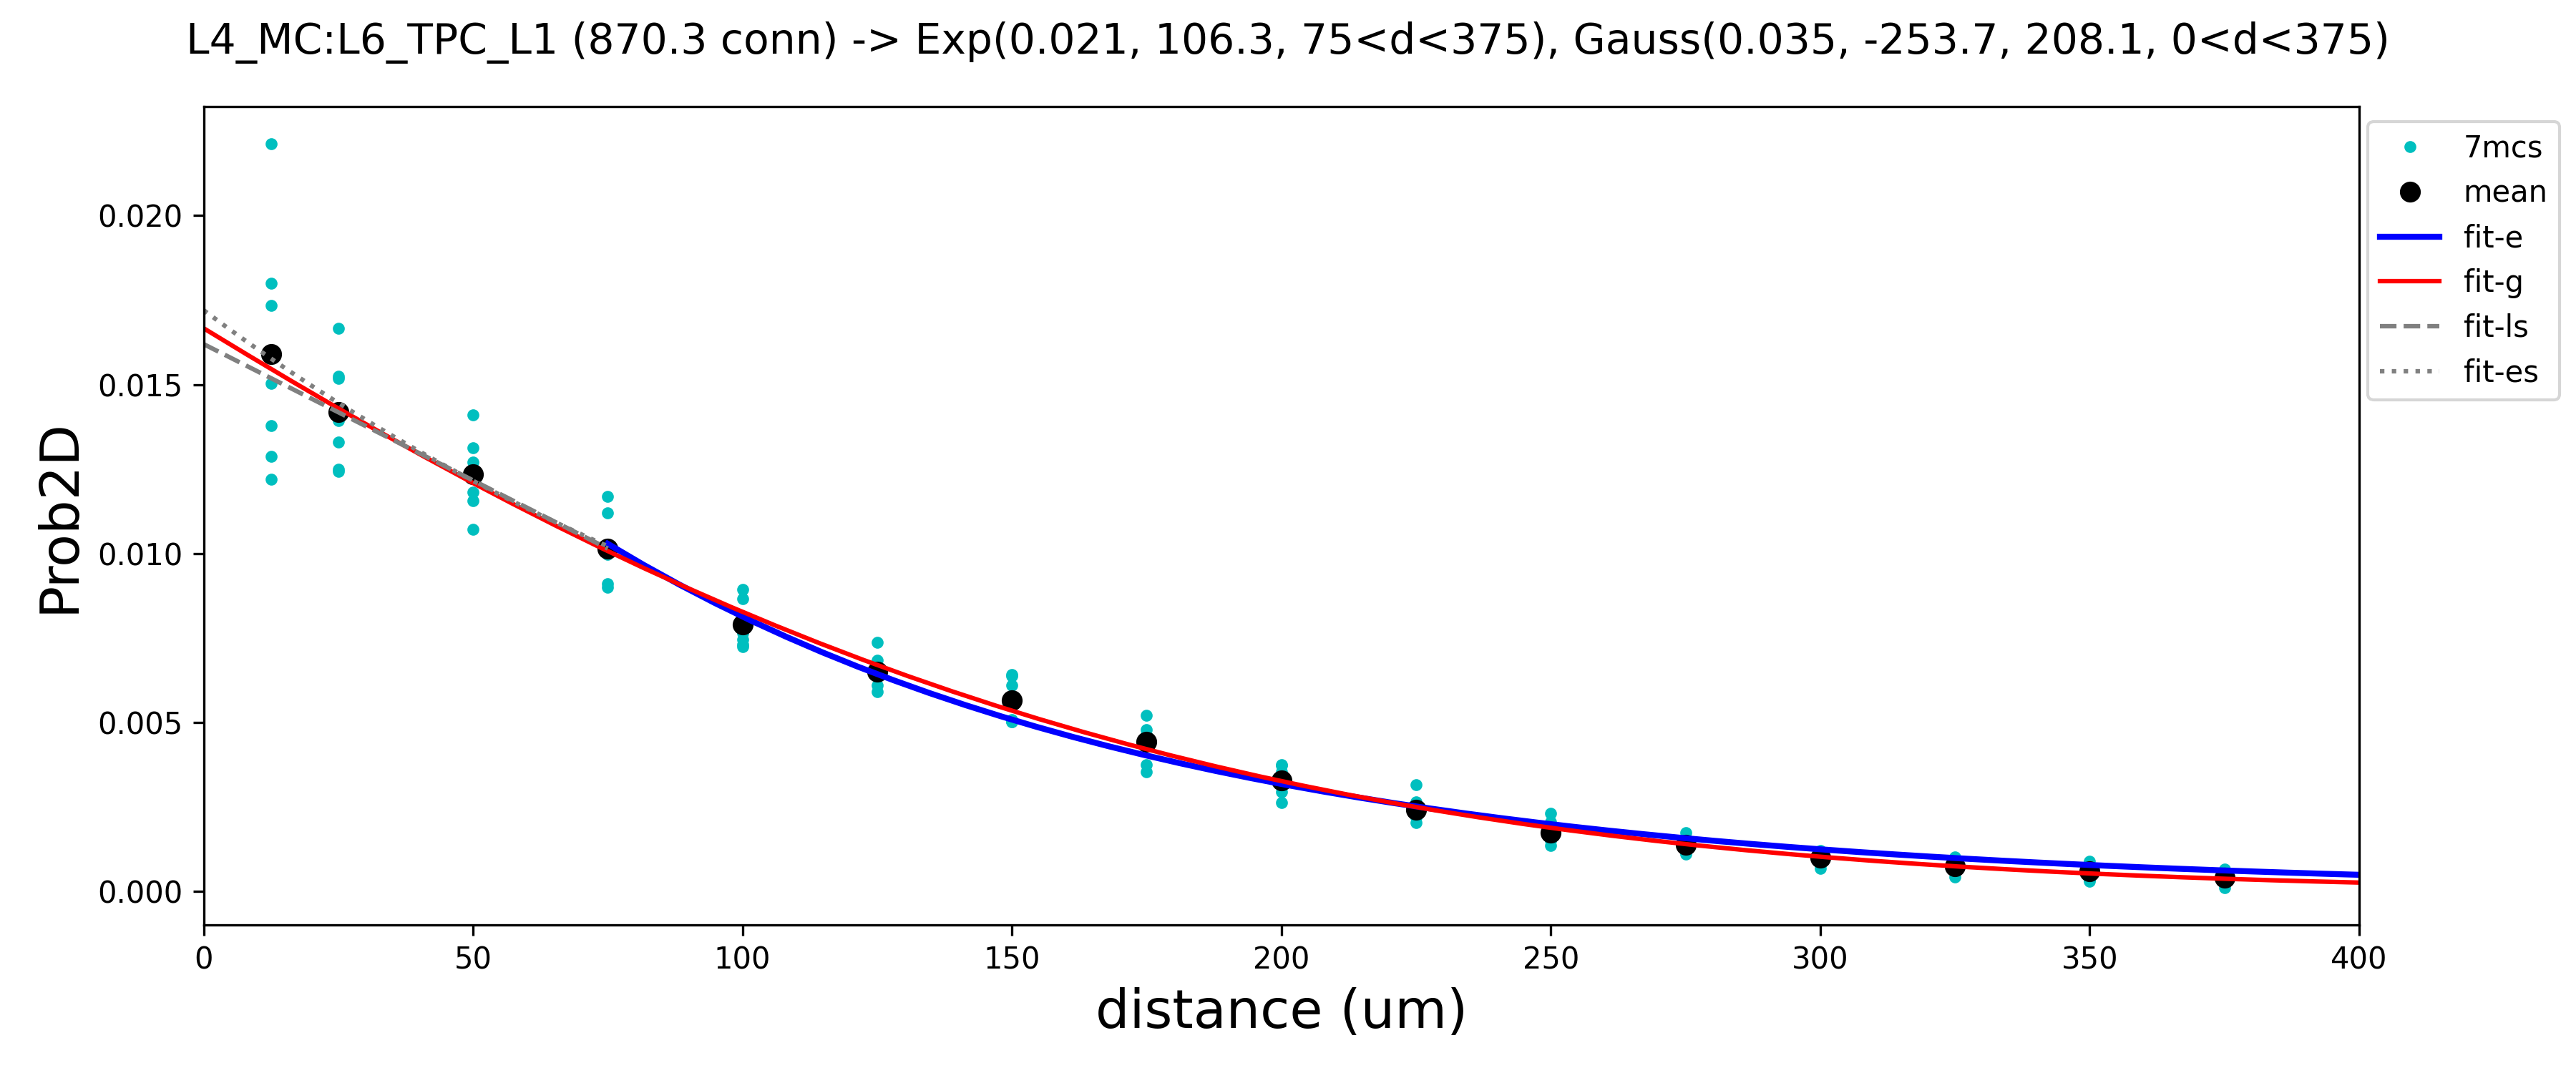 L4_MC:L6_TPC_L1 (870.3 conn) -> Exp(0.021, 106.3, 75<d<375), Gauss(0.035, -253.7, 208.1, 0<d<375)
7mcs
mean
fit-e
fit-g
fit-ls
fit-es
Prob2D
0.020
0.015
0.010
0.005
0.000
0 50 100 150 200 250 300 350 400
distance (um)